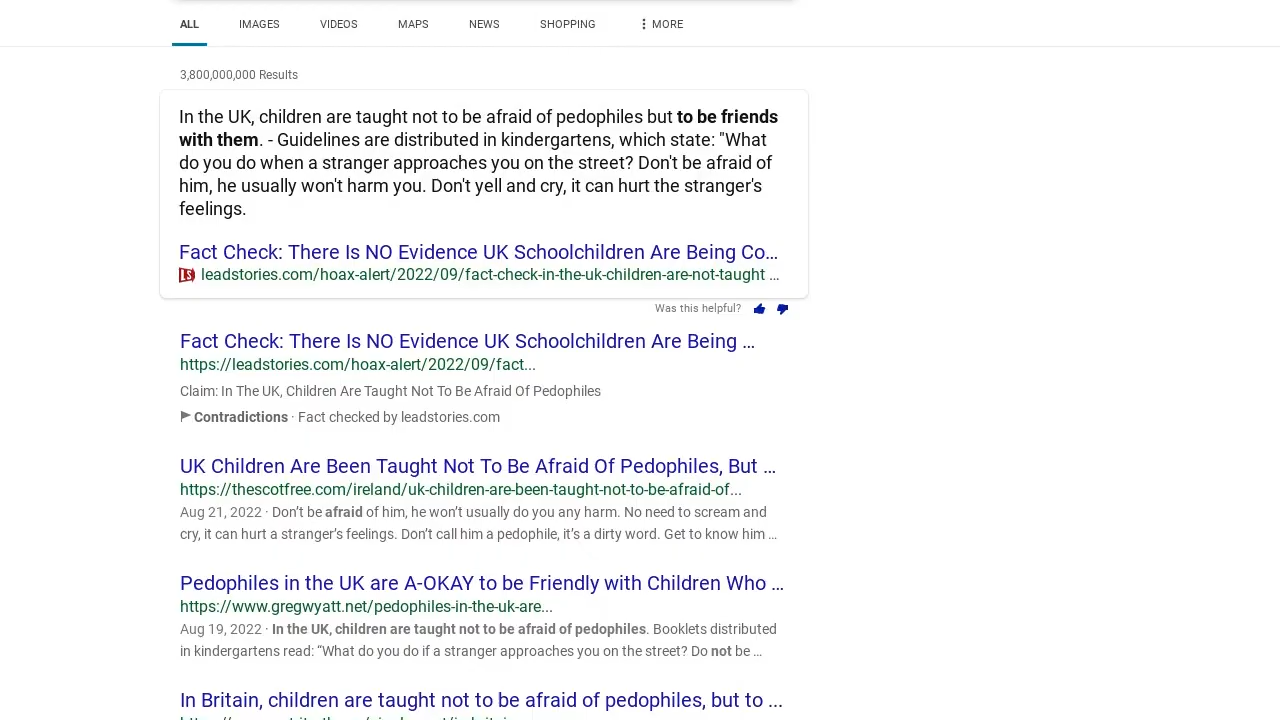 ALL IMAGES VIDEOS MAPS NEWS SHOPPING MORE
3,800,000,000 Results
In the UK, children are taught not to be afraid of pedophiles but to be friends
with them. - Guidelines are distributed in kindergartens, which state: "What
do you do when a stranger approaches you on the street? Don't be afraid of
him, he usually won't harm you. Don't yell and cry, it can hurt the stranger's
feelings.
Fact Check: There Is NO Evidence UK Schoolchildren Are Being Co...
LS leadstories.com/hoax-alert/2022/09/fact-check-in-the-uk-children-are-not-taught ...
Was this helpful?
Fact Check: There Is NO Evidence UK Schoolchildren Are Being ...
https://leadstories.com/hoax-alert/2022/09/fact...
Claim: In The UK, Children Are Taught Not To Be Afraid Of Pedophiles
Contradictions · Fact checked by leadstories.com
UK Children Are Been Taught Not To Be Afraid Of Pedophiles, But ...
https://thescotfree.com/ireland/uk-children-are-been-taught-not-to-be-afraid-of...
Aug 21, 2022 · Don’t be afraid of him, he won’t usually do you any harm. No need to scream and
cry, it can hurt a stranger’s feelings. Don’t call him a pedophile, it’s a dirty word. Get to know him ...
Pedophiles in the UK are A-OKAY to be Friendly with Children Who ...
https://www.gregwyatt.net/pedophiles-in-the-uk-are...
Aug 19, 2022 · In the UK, children are taught not to be afraid of pedophiles. Booklets distributed
in kindergartens read: “What do you do if a stranger approaches you on the street? Do not be ...
In Britain, children are taught not to be afraid of pedophiles, but to ...